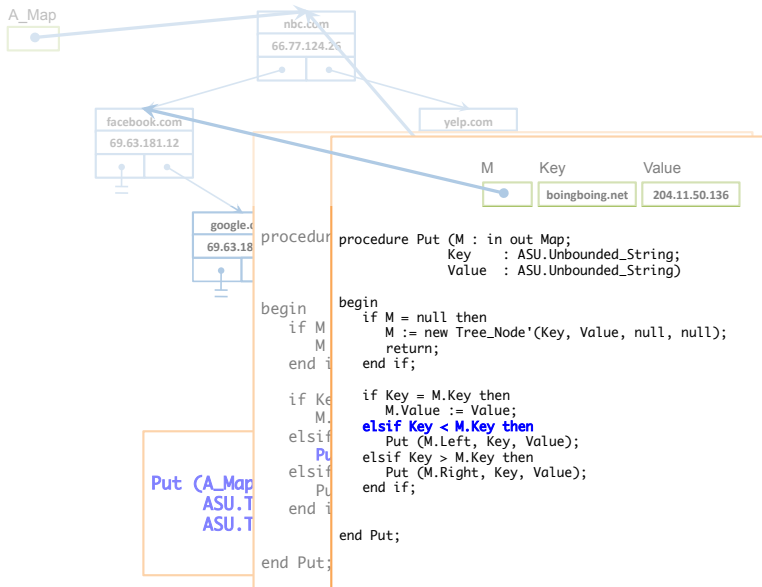 A_Map
nbc.com
66.77.124.26
facebook.com
69.63.181.12
yelp.com
M Key Value
boingboing.net 204.11.50.136
google.c
69.63.18
Put (A_Map
ASU.T
ASU.T
procedur
begin
if M
M
end i
if Ke
M.
elsif
Pu
elsif
Pu
end i
end Put;
procedure Put (M : in out Map;
Key : ASU.Unbounded_String;
Value : ASU.Unbounded_String)
begin
if M = null then
M := new Tree_Node'(Key, Value, null, null);
return;
end if;
if Key = M.Key then
M.Value := Value;
elsif Key < M.Key then
Put (M.Left, Key, Value);
elsif Key > M.Key then
Put (M.Right, Key, Value);
end if;
end Put;